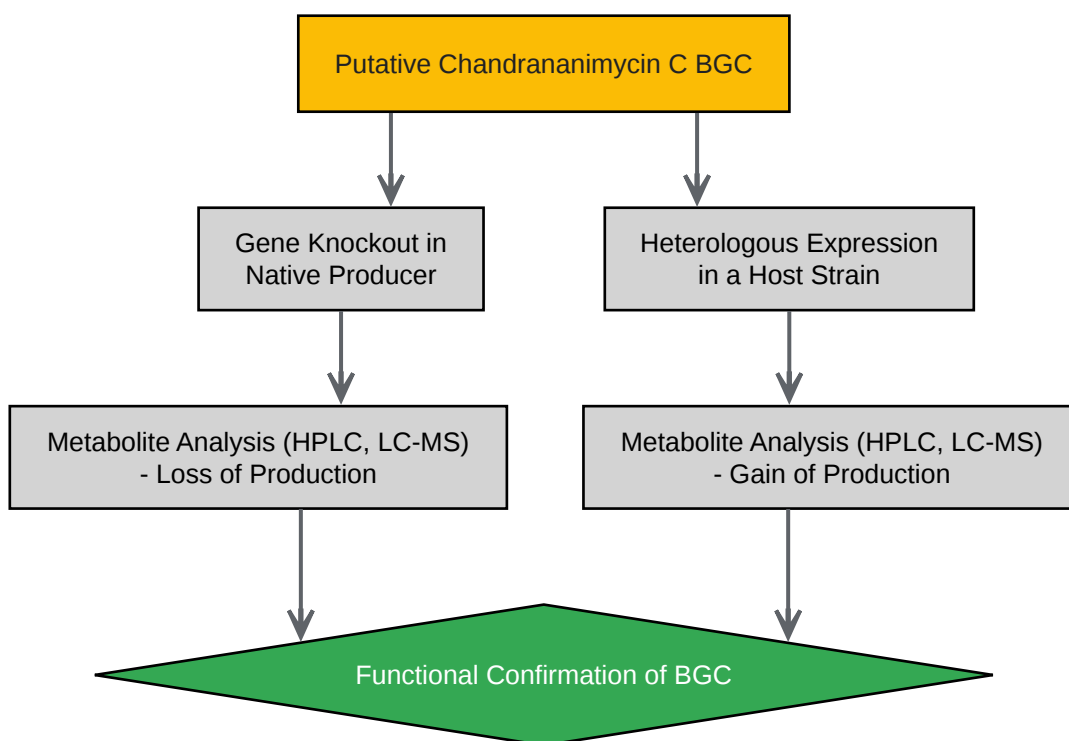 Putative Chandrananimycin C BGC
Gene Knockout in
Native Producer
Heterologous Expression
in a Host Strain
Metabolite Analysis (HPLC, LC-MS)
- Loss of Production
Metabolite Analysis (HPLC, LC-MS)
- Gain of Production
Functional Confirmation of BGC